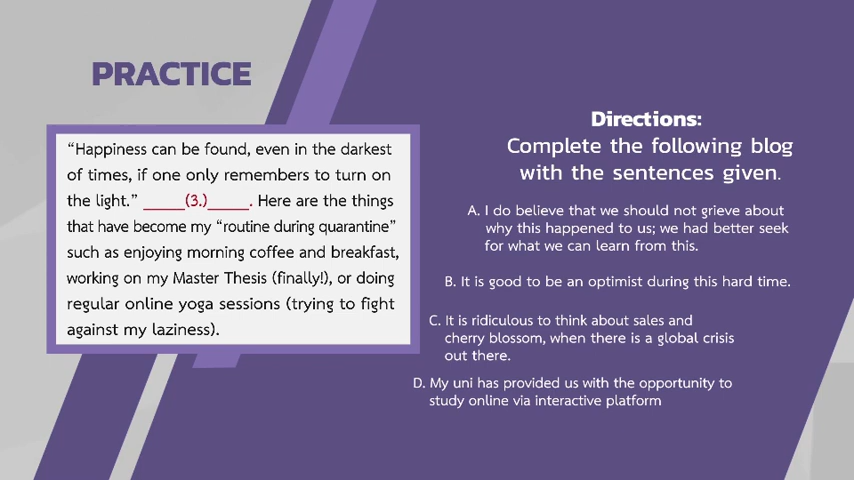 PRACTICE
“Happiness can be found, even in the darkest
of times, if one only remembers to turn on
the light.” _____(3.)_____. Here are the things
that have become my “routine during quarantine”
such as enjoying morning coffee and breakfast,
working on my Master Thesis (finally!), or doing
regular online yoga sessions (trying to fight
against my laziness).
Directions:
Complete the following blog
with the sentences given.
A. I do believe that we should not grieve about
why this happened to us; we had better seek
for what we can learn from this.
B. It is good to be an optimist during this hard time.
C. It is ridiculous to think about sales and
cherry blossom, when there is a global crisis
out there.
D. My uni has provided us with the opportunity to
study online via interactive platform